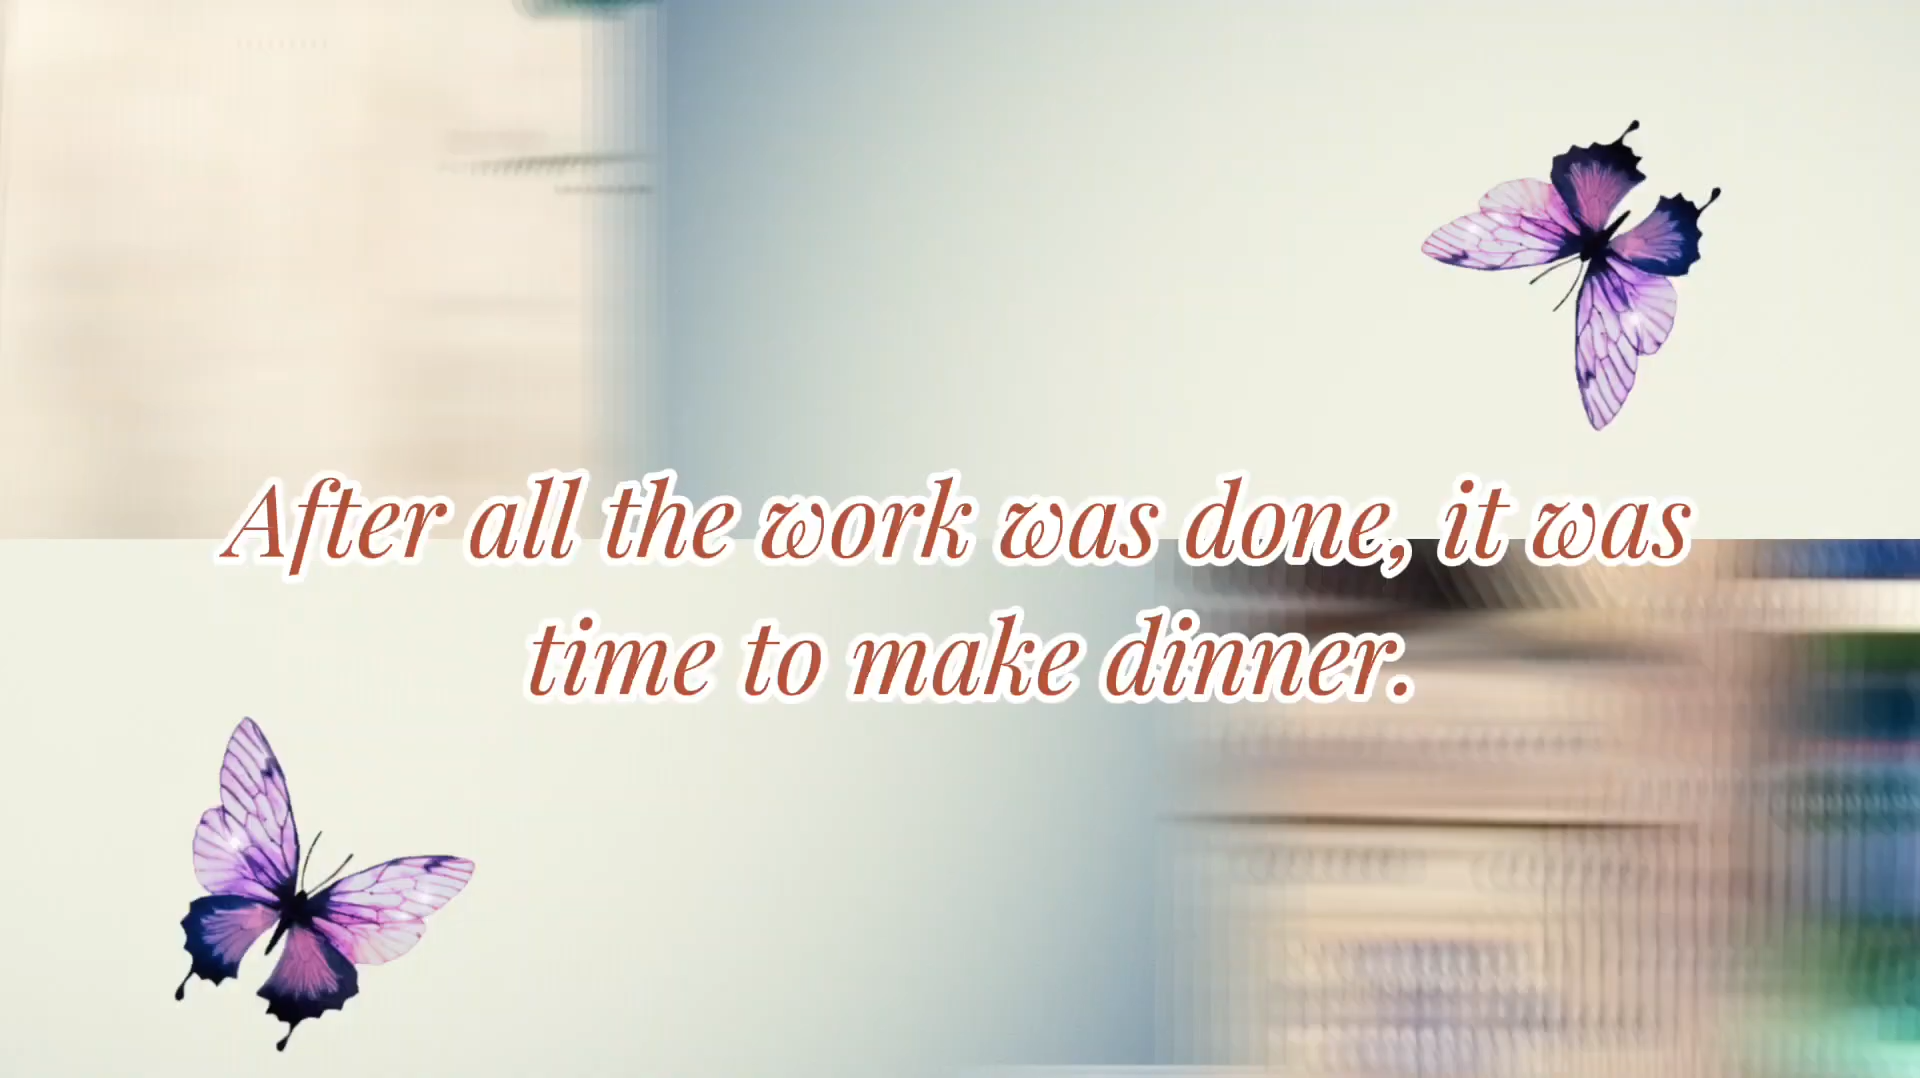 After all the work was done, it was
time to make dinner.